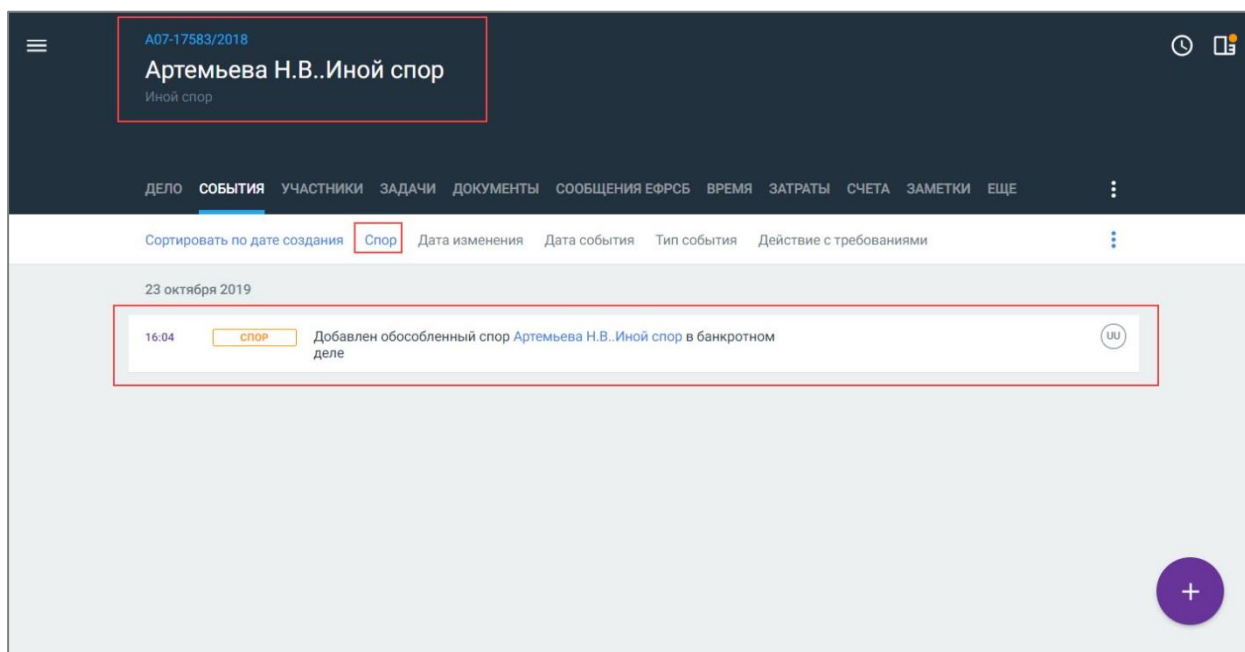 А07-17583/2018
Артемьева Н.В..Иной спор
Иной спор
ДЕЛО СОБЫТИЯ УЧАСТНИКИ ЗАДАЧИ ДОКУМЕНТЫ СООБЩЕНИЯ ЕФРСБ ВРЕМЯ ЗАТРАТЫ СЧЕТА ЗАМЕТКИ ЕЩЕ
Сортировать по дате создания Спор Дата изменения Дата события Тип события Действие с требованиями
23 октября 2019
16:04 СПОР Добавлен обособленный спор Артемьева Н.В..Иной спор в банкротном UU
деле